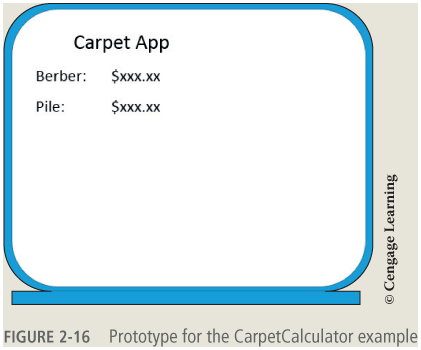 Carpet App
Berber: $xxx.xx
Pile: $xxx.xx
© Cengage Learning
FIGURE 2-16 Prototype for the CarpetCalculator example